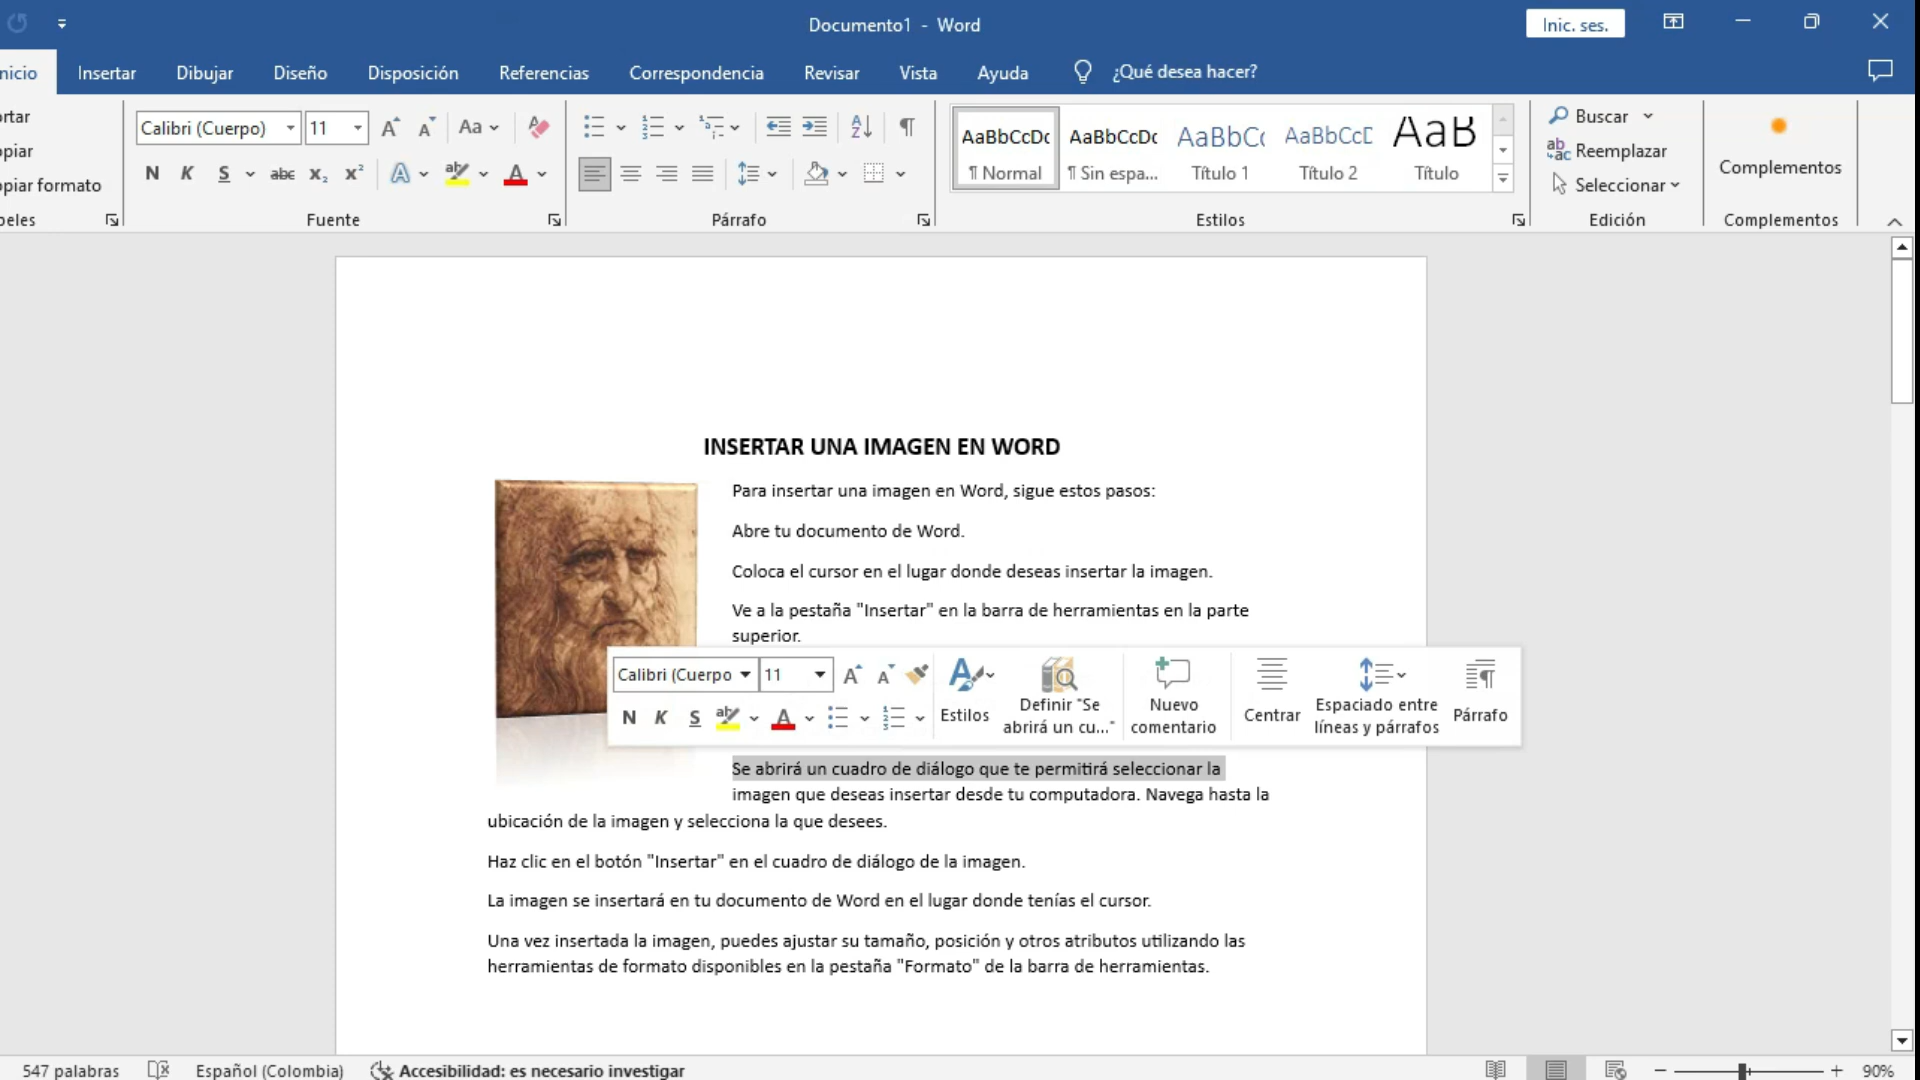 Documento1 - Word
Inic. ses.
nicio Insertar Dibujar Diseño Disposición Referencias Correspondencia Revisar Vista Ayuda ¿Qué desea hacer?
ortar
opiar
opiar formato
peles
Calibri (Cuerpo) 11 Aa
N K S abc x₂ x² A aby A
Fuente
Párrafo
AaBbCcDc AaBbCcDc AaBbC( AaBbCcE AaB
¶ Normal ¶ Sin espa... Título 1 Título 2 Título
Estilos
Buscar
Reemplazar
Seleccionar
Edición
Complementos
Complementos
INSERTAR UNA IMAGEN EN WORD
Para insertar una imagen en Word, sigue estos pasos:
Abre tu documento de Word.
Coloca el cursor en el lugar donde deseas insertar la imagen.
Ve a la pestaña "Insertar" en la barra de herramientas en la parte
superior.
Calibri (Cuerpo 11
N K S aby A
Estilos
Definir "Se
abrirá un cu..."
Nuevo
comentario
Centrar
Espaciado entre
líneas y párrafos
Párrafo
Se abrirá un cuadro de diálogo que te permitirá seleccionar la
imagen que deseas insertar desde tu computadora. Navega hasta la
ubicación de la imagen y selecciona la que desees.
Haz clic en el botón "Insertar" en el cuadro de diálogo de la imagen.
La imagen se insertará en tu documento de Word en el lugar donde tenías el cursor.
Una vez insertada la imagen, puedes ajustar su tamaño, posición y otros atributos utilizando las
herramientas de formato disponibles en la pestaña "Formato" de la barra de herramientas.
547 palabras Español (Colombia) Accesibilidad: es necesario investigar 90%